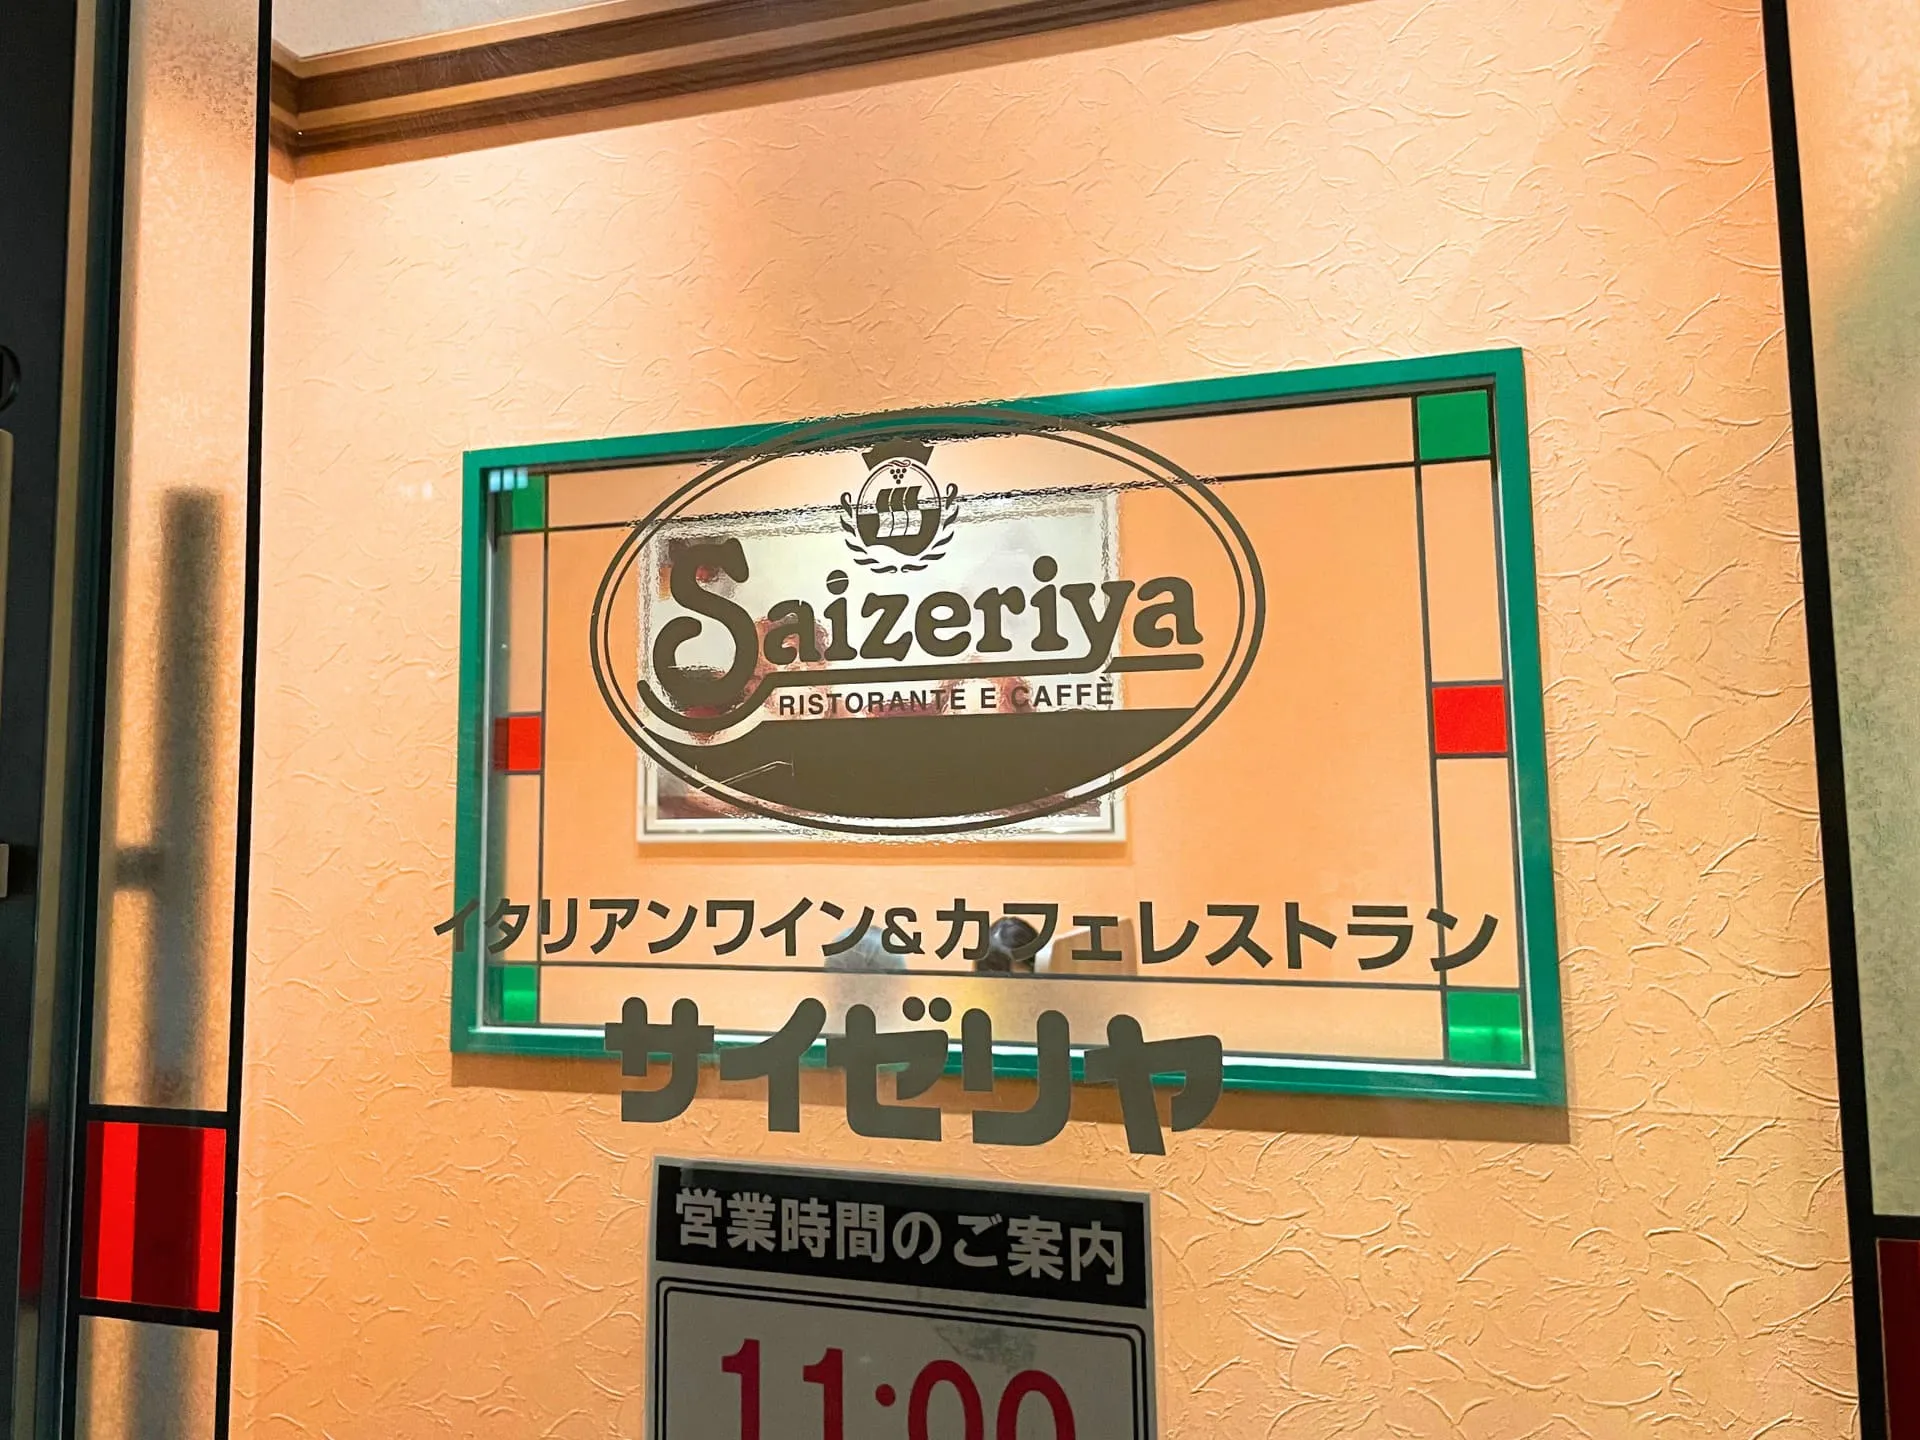 Saizeriya
RISTORANTE E CAFFÈ
イタリアンワイン&カフェレストラン
サイゼリヤ
営業時間のご案内
11:00